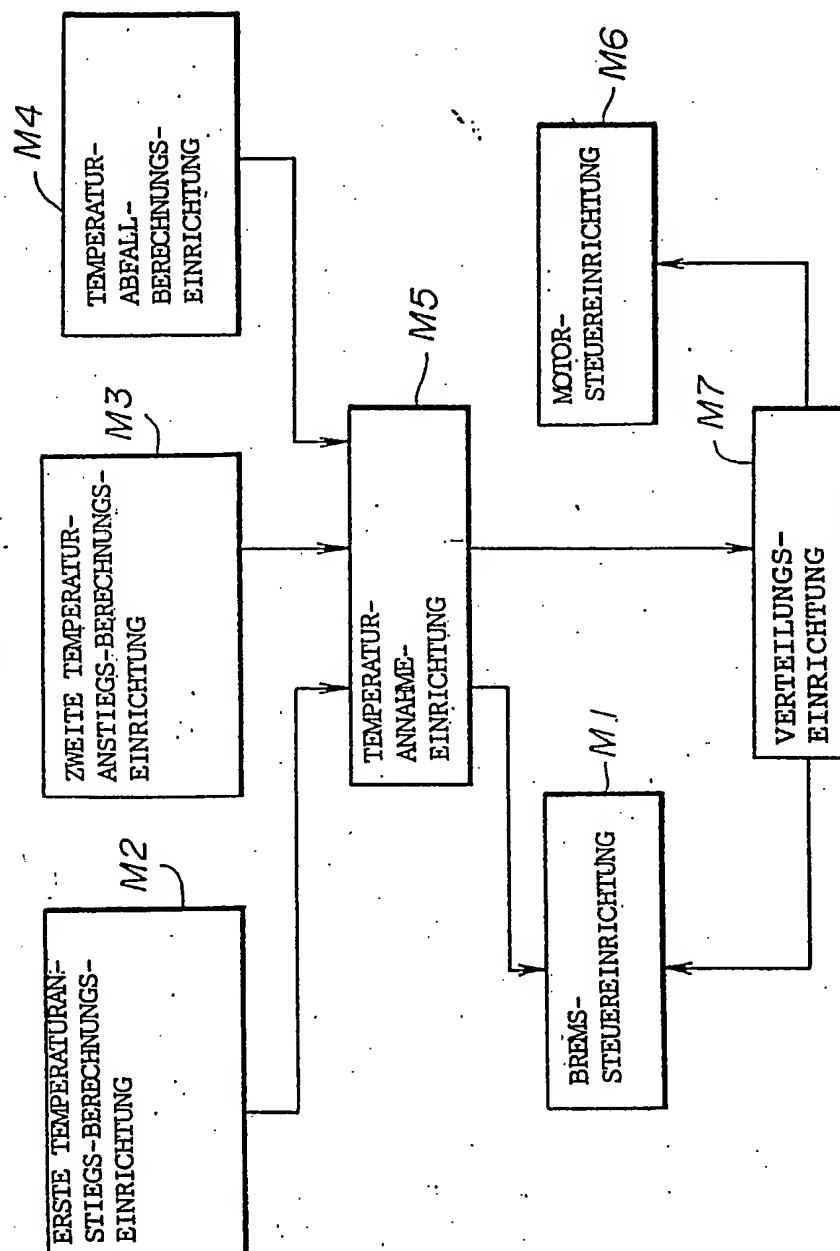 M2
ERSTE TEMPERATURAN-
STIEGS-BERECHNUNGS-
EINRICHTUNG
M3
ZWEITE TEMPERATUR-
ANSTIEGS-BERECHNUNGS-
EINRICHTUNG
M4
TEMPERATUR-
ABFALL-
BERECHNUNGS-
EINRICHTUNG
M5
TEMPERATUR-
ANNAHME-
EINRICHTUNG
M1
BREMS-
STEUEREINRICHTUNG
M6
MOTOR-
STEUEREINRICHTUNG
M7
VERTEILUNGS-
EINRICHTUNG